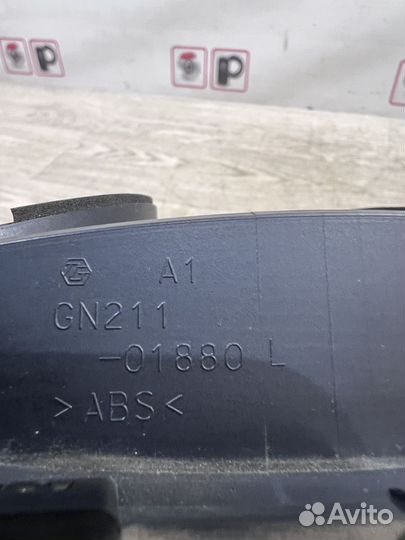 p
p
A1
GN211
-01880 L
>ABS<
Avito